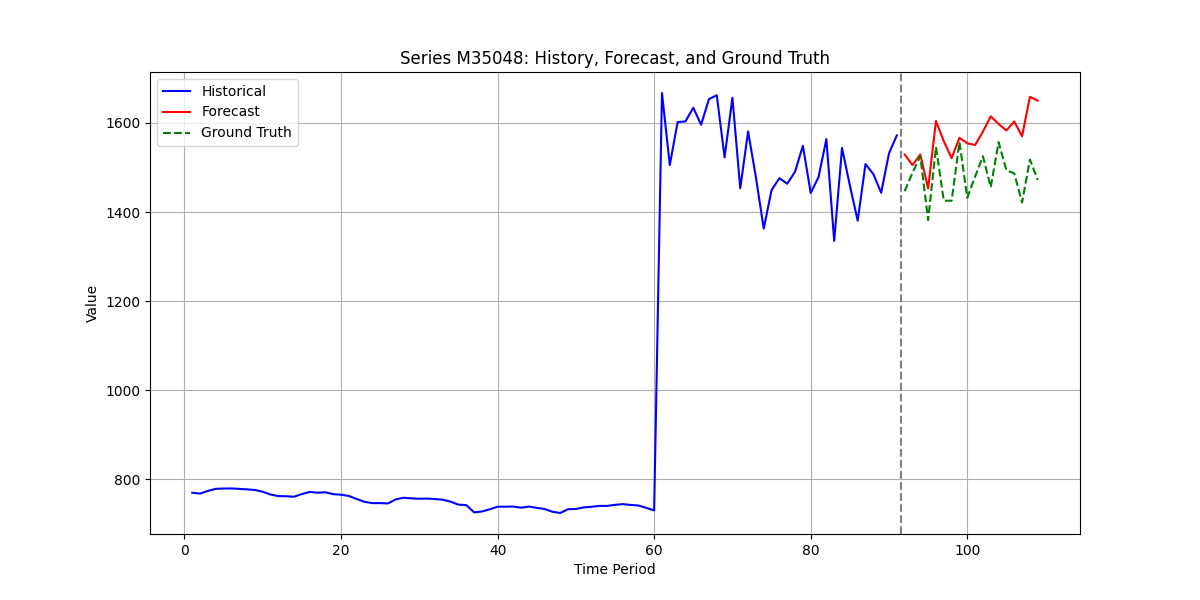 Series M35048: History, Forecast, and Ground Truth
Historical
Forecast
Ground Truth
1600
1400
1200
1000
800
Value
0 20 40 60 80 100
Time Period